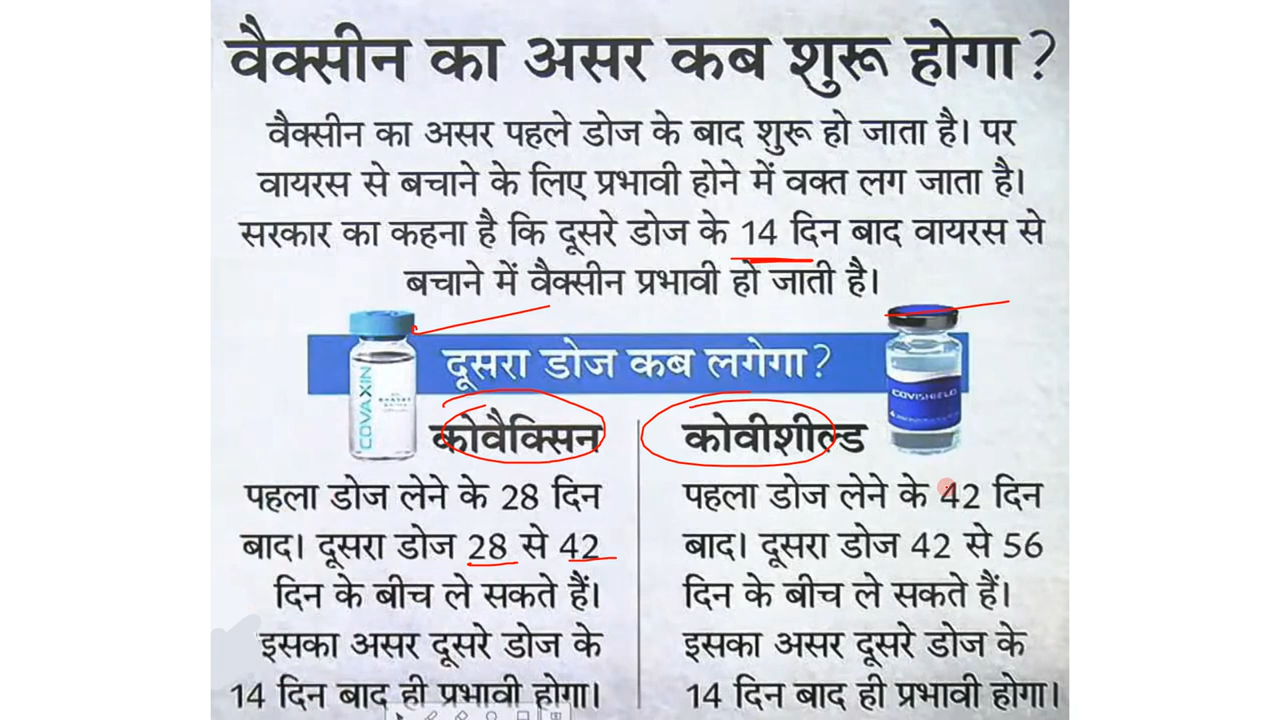 वैक्सीन का असर कब शुरू होगा?
वैक्सीन का असर पहले डोज के बाद शुरू हो जाता है। पर
वायरस से बचाने के लिए प्रभावी होने में वक्त लग जाता है।
सरकार का कहना है कि दूसरे डोज के 14 दिन बाद वायरस से
बचाने में वैक्सीन प्रभावी हो जाती है।
दूसरा डोज कब लगेगा?
COVAXIN
कोवैक्सिन
पहला डोज लेने के 28 दिन
बाद। दूसरा डोज 28 से 42
दिन के बीच ले सकते हैं।
इसका असर दूसरे डोज के
14 दिन बाद ही प्रभावी होगा।
COVISHIELD
कोवीशील्ड
पहला डोज लेने के 42 दिन
बाद। दूसरा डोज 42 से 56
दिन के बीच ले सकते हैं।
इसका असर दूसरे डोज के
14 दिन बाद ही प्रभावी होगा।